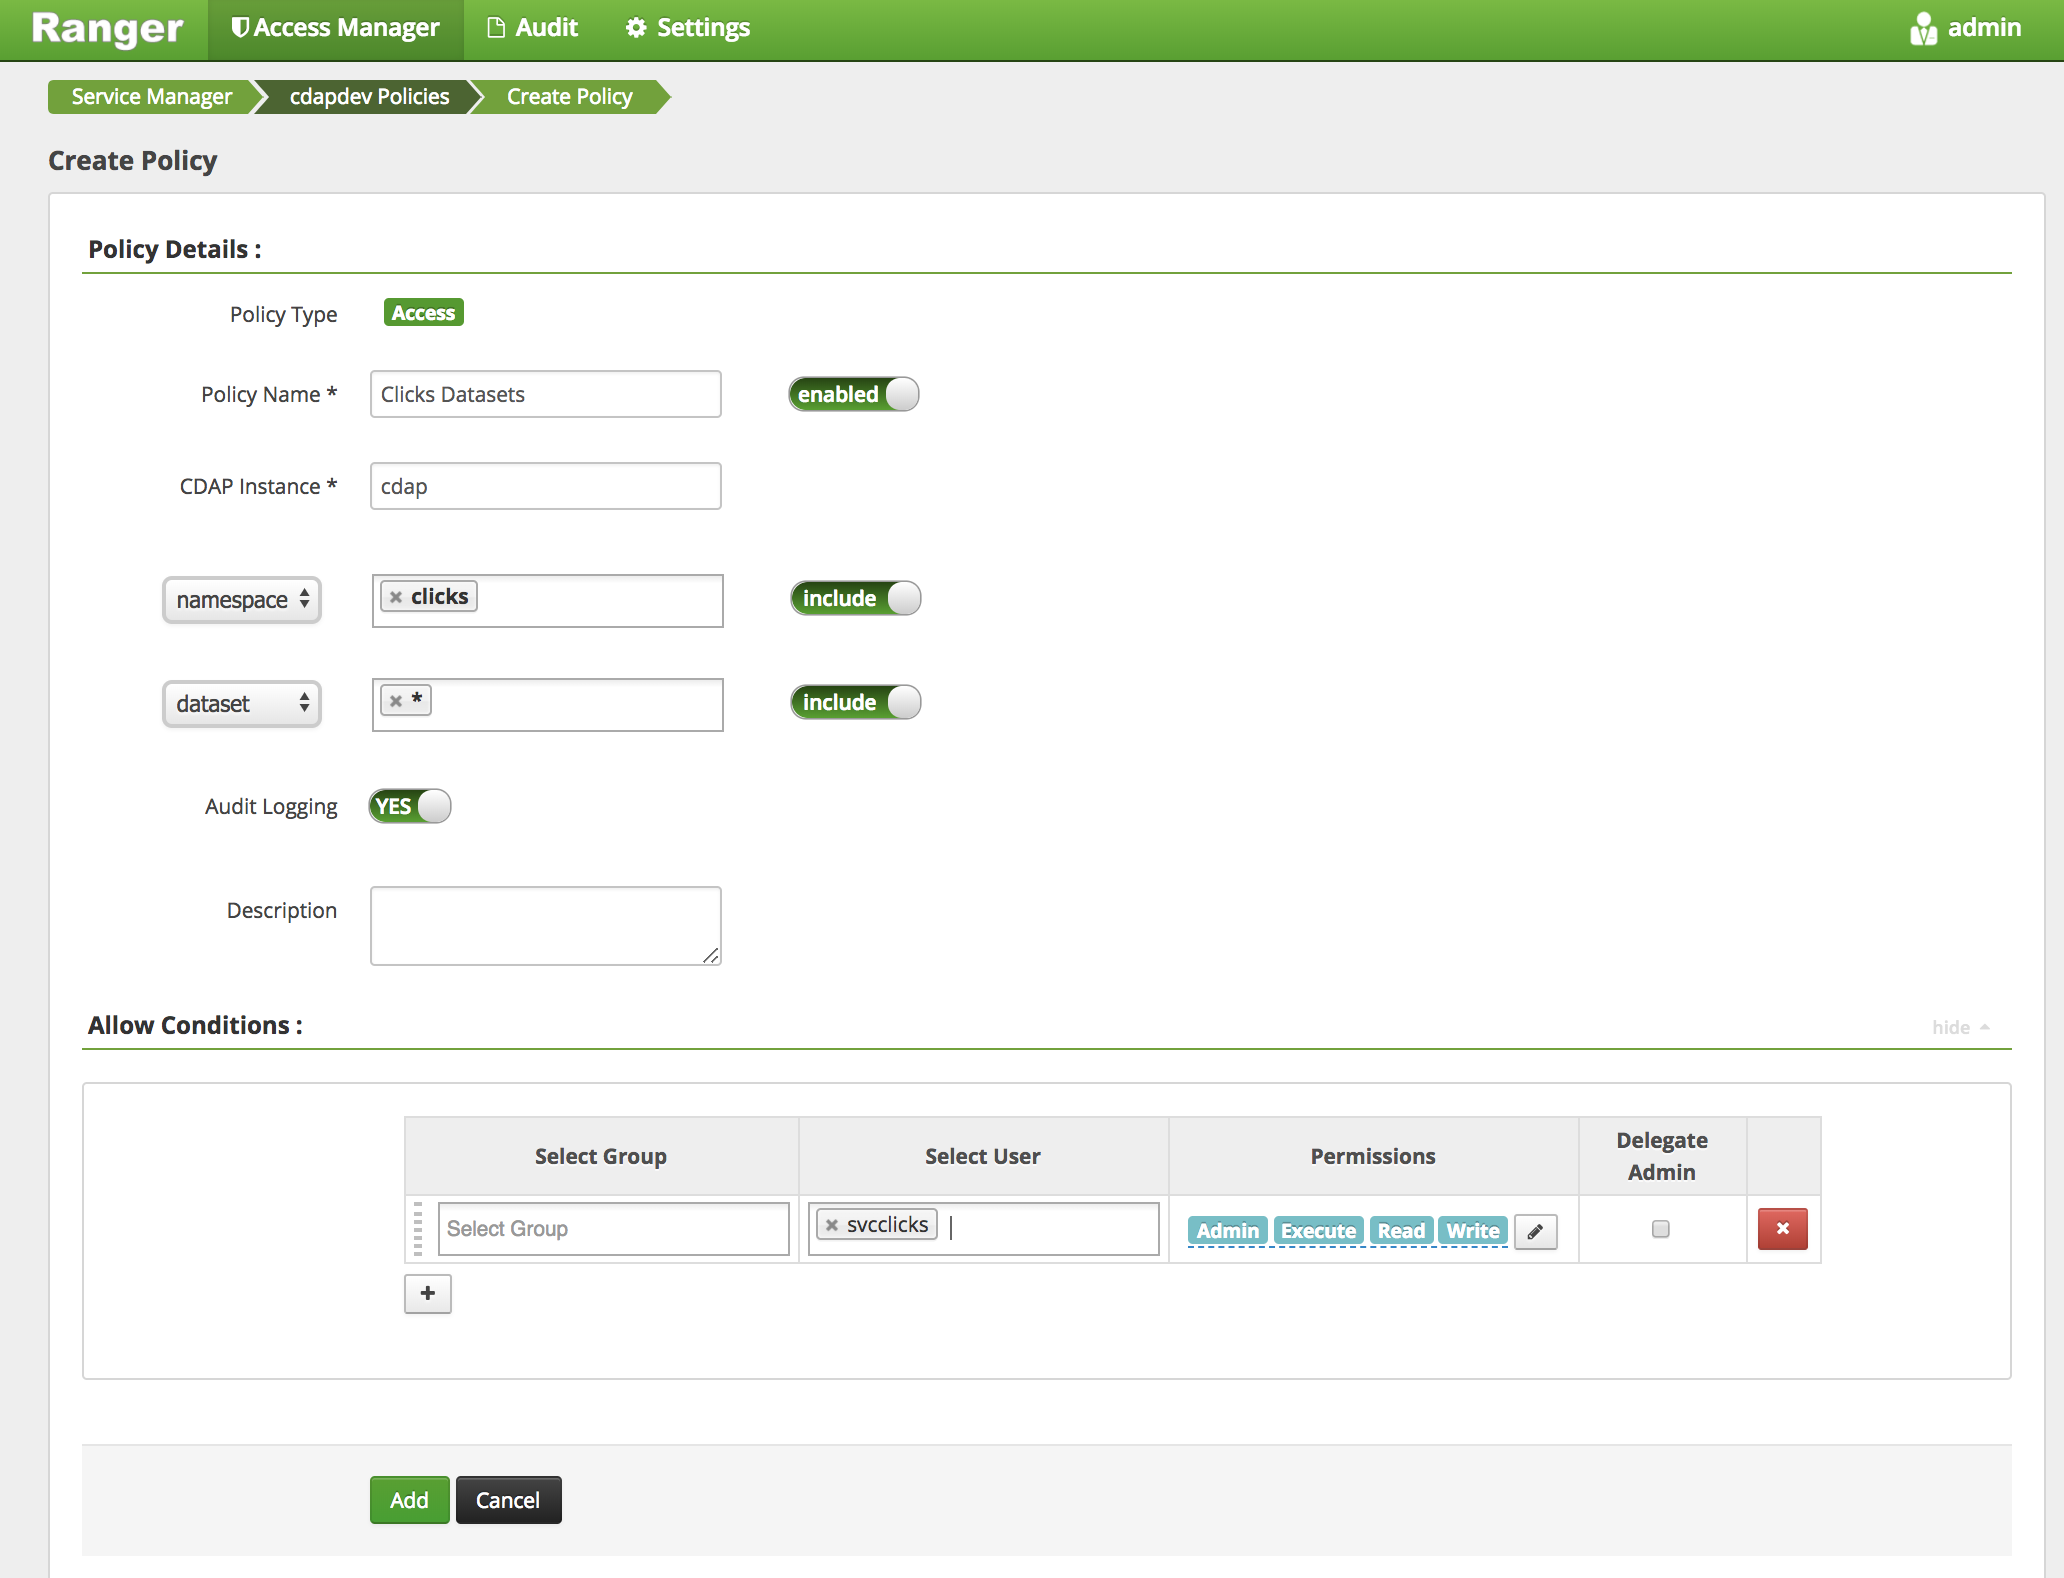 Ranger Access Manager Audit Settings admin
Service Manager cdapdev Policies Create Policy
Create Policy
Policy Details :
Policy Type Access
Policy Name * Clicks Datasets enabled
CDAP Instance * cdap
namespace × clicks include
dataset × * include
Audit Logging YES
Description
Allow Conditions : hide
Select Group Select User Permissions Delegate Admin
Select Group × svcclicks Admin Execute Read Write ×
+
Add Cancel